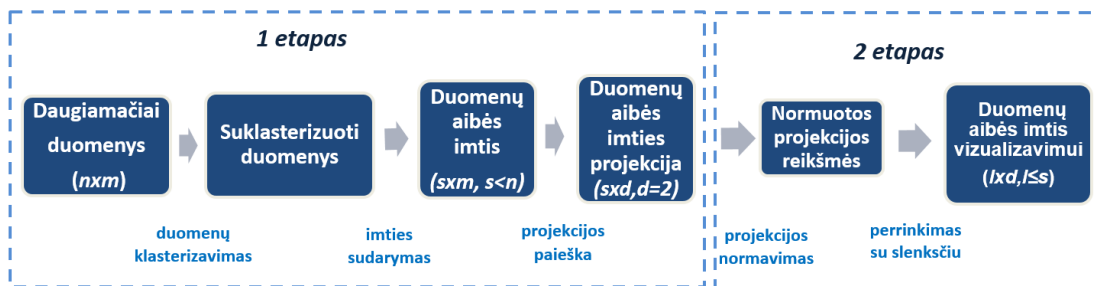 1 etapas
Daugiamačiai
duomenys
(nxm)
Suklasterizuoti
duomenys
Duomenų
aibės
imtis
(sxm, s<n)
Duomenų
aibės
imties
projekcija
(sxd,d=2)
duomenų
klasterizavimas
imties
sudarymas
projekcijos
paieška
2 etapas
Normuotos
projekcijos
reikšmės
Duomenų
aibės imtis
vizualizavimui
(lxd,l≤s)
projekcijos
normavimas
perrinkimas
su slenksčiu